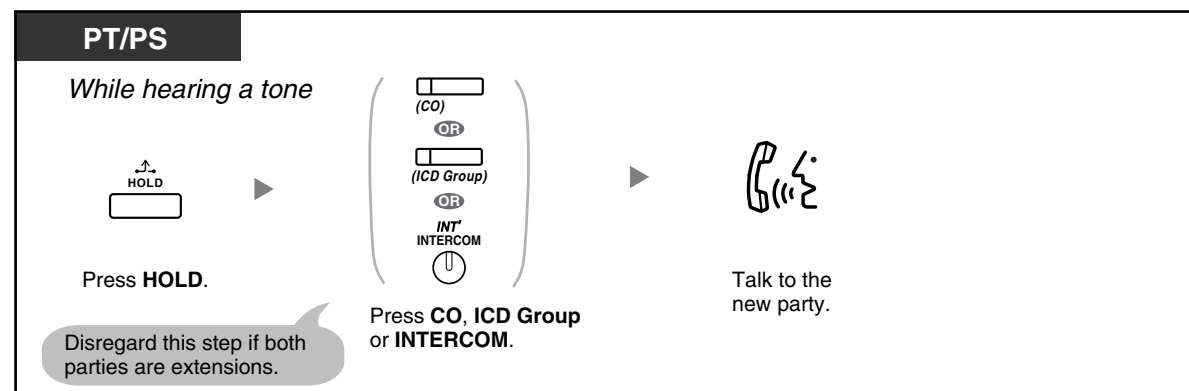 PT/PS
While hearing a tone
HOLD
Press HOLD.
Disregard this step if both
parties are extensions.
(CO)
OR
(ICD Group)
OR
INT'
INTERCOM
Press CO, ICD Group
or INTERCOM.
Talk to the
new party.